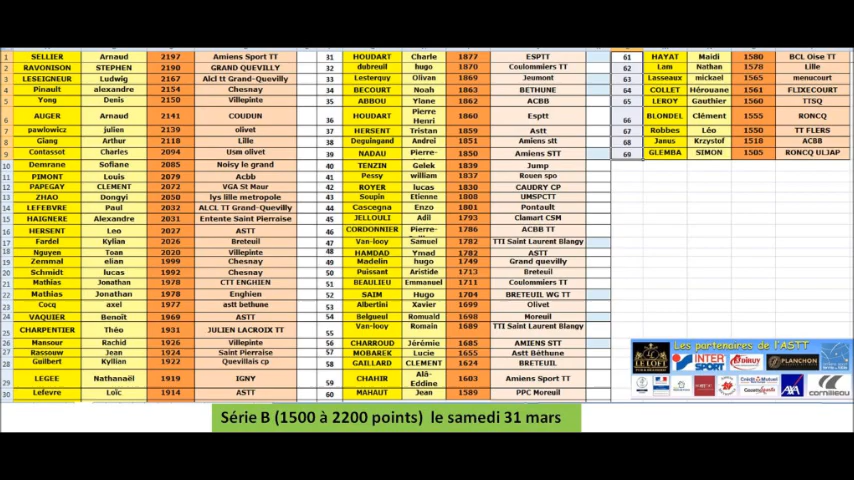 1 SELLIER Arnaud 2197 Amiens Sport TT
2 RAVONISON STEPHEN 2190 GRAND QUEVILLY
3 LESEIGNEUR Ludwig 2167 Alcl tt Grand-Quevilly
4 Pinault alexandre 2154 Chesnay
5 Yong Denis 2150 Villepinte
6 AUGER Arnaud 2141 COUDUN
7 pawlowicz julien 2139 olivet
8 Giang Arthur 2118 Lille
9 Contassot Charles 2094 Usm olivet
10 Demrane Sofiane 2085 Noisy le grand
11 PIMONT Louis 2079 Acbb
12 PAPEGAY CLEMENT 2072 VGA St Maur
13 ZHAO Dongyi 2050 lys lille metropole
14 LEFEBVRE Paul 2032 ALCL TT Grand-Quevilly
15 HAIGNERE Alexandre 2031 Entente Saint Pierraise
16 HERSENT Leo 2027 ASTT
17 Fardel Kylian 2026 Breteuil
18 Nguyen Toan 2020 Villepinte
19 Zemmal elian 1999 Chesnay
20 Schmidt lucas 1992 Chesnay
21 Mathias Jonathan 1978 CTT ENGHIEN
22 Mathias Jonathan 1978 Enghien
23 Cocq axel 1977 astt bethune
24 VAQUIER Benoît 1969 ASTT
25 CHARPENTIER Théo 1931 JULIEN LACROIX TT
26 Mansour Rachid 1926 Villepinte
27 Rassouw Jean 1924 Saint Pierraise
28 Guilbert Kyllian 1922 Quevillais cp
29 LEGEE Nathanaël 1919 IGNY
30 Lefevre Loïc 1914 ASTT
31 HOUDART Charle 1877 ESPTT
32 dubreuil hugo 1870 Coulommiers TT
33 Lesterquy Olivan 1869 Jeumont
34 BECOURT Noah 1863 BETHUNE
35 ABBOU Ylane 1862 ACBB
36 HOUDART Pierre Henri 1860 Esptt
37 HERSENT Tristan 1859 Astt
38 Deguingand Andrei 1851 Amiens stt
39 NADAU Pierre- 1850 Amiens STT
40 TENZIN Gelek 1839 Jump
41 Pessy william 1837 Rouen spo
42 ROYER lucas 1830 CAUDRY CP
43 Soupin Etienne 1808 UMSPCTT
44 Cascegna Enzo 1801 Pontault
45 JELLOULI Adil 1793 Clamart CSM
46 CORDONNIER Pierre- 1786 ACBB TT
47 Van-looy Samuel 1782 TTI Saint Laurent Blangy
48 HAMDAD Ymad 1782 ASTT
49 Madelin hugo 1749 Grand quevilly
50 Puissant Aristide 1713 Breteuil
51 BEAULIEU Emmanuel 1711 Coulommiers TT
52 SAIM Hugo 1704 BRETEUIL WG TT
53 Albertini Xavier 1699 Olivet
54 Belgueul Romuald 1698 Moreuil
55 Van-looy Romain 1689 TTI Saint Laurent Blangy
56 CHARROUD Jérémie 1685 AMIENS STT
57 MOBAREK Lucie 1655 Astt Béthune
58 GAILLARD CLEMENT 1624 BREUIL
59 CHAHIR Alâ-Eddine 1603 Amiens Sport TT
60 MAHAUT Jean 1589 PPC Moreuil
61 HAYAT Maidi 1580 BCL Oise TT
62 Lam Nathan 1578 Lille
63 Lasseaux mickael 1565 menucourt
64 COLLET Hérouane 1561 FLIXECOURT
65 LEROY Gauthier 1560 TTSQ
66 BLONDEL Clément 1555 RONCQ
67 Robbes Léo 1550 TT FLERS
68 Janus Krzystof 1518 ACBB
69 GLEMBA SIMON 1505 RONCQ ULJAP
Les partenaires de l'ASTT
LE LOFT
INTER SPORT
PLANCHON
Crédit Mutuel
AXA
cornilleau
Série B (1500 à 2200 points) le samedi 31 mars